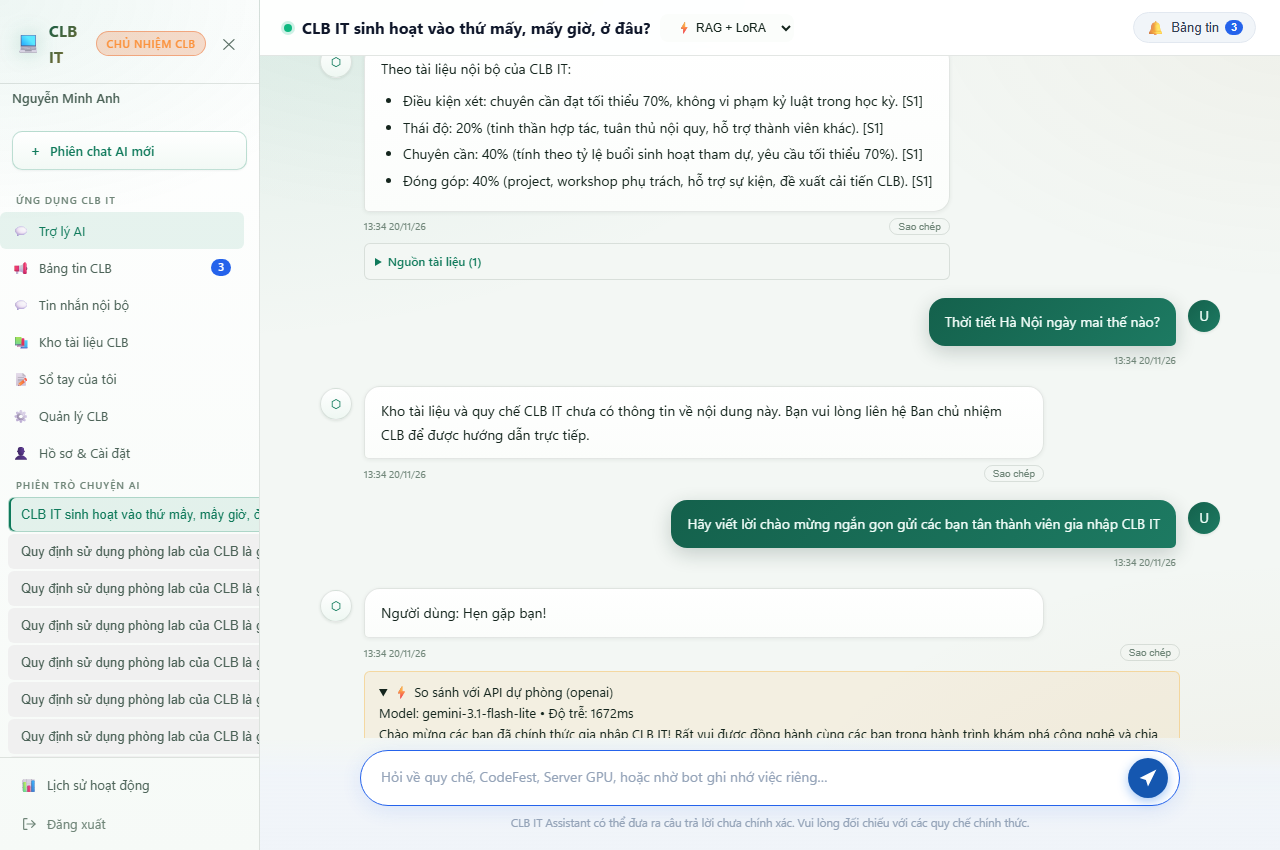 CLB IT
CHỦ NHIỆM CLB
Nguyễn Minh Anh
+ Phiên chat AI mới
ỨNG DỤNG CLB IT
Trợ lý AI
Bảng tin CLB 3
Tin nhắn nội bộ
Kho tài liệu CLB
Sổ tay của tôi
Quản lý CLB
Hồ sơ & Cài đặt
PHIÊN TRÒ CHUYỆN AI
CLB IT sinh hoạt vào thứ mấy, mấy giờ, ở
Quy định sử dụng phòng lab của CLB là g
Quy định sử dụng phòng lab của CLB là g
Quy định sử dụng phòng lab của CLB là g
Quy định sử dụng phòng lab của CLB là g
Quy định sử dụng phòng lab của CLB là g
Quy định sử dụng phòng lab của CLB là g
Lịch sử hoạt động
Đăng xuất
CLB IT sinh hoạt vào thứ mấy, mấy giờ, ở đâu?
RAG + LoRA
Bảng tin 3
Theo tài liệu nội bộ của CLB IT:
• Điều kiện xét: chuyên cần đạt tối thiểu 70%, không vi phạm kỷ luật trong học kỳ. [S1]
• Thái độ: 20% (tinh thần hợp tác, tuân thủ nội quy, hỗ trợ thành viên khác). [S1]
• Chuyên cần: 40% (tính theo tỷ lệ buổi sinh hoạt tham dự, yêu cầu tối thiểu 70%). [S1]
• Đóng góp: 40% (project, workshop phụ trách, hỗ trợ sự kiện, đề xuất cải tiến CLB). [S1]
13:34 20/11/26
Sao chép
Nguồn tài liệu (1)
Thời tiết Hà Nội ngày mai thế nào?
U
13:34 20/11/26
Kho tài liệu và quy chế CLB IT chưa có thông tin về nội dung này. Bạn vui lòng liên hệ Ban chủ nhiệm
CLB để được hướng dẫn trực tiếp.
13:34 20/11/26
Sao chép
Hãy viết lời chào mừng ngắn gọn gửi các bạn tân thành viên gia nhập CLB IT
U
13:34 20/11/26
Người dùng: Hẹn gặp bạn!
13:34 20/11/26
Sao chép
So sánh với API dự phòng (openai)
Model: gemini-3.1-flash-lite • Độ trễ: 1672ms
Chào mừng các bạn đã chính thức gia nhập CLB IT! Rất vui được đồng hành cùng các bạn trong hành trình khám phá công nghệ và chia
Hỏi về quy chế, CodeFest, Server GPU, hoặc nhờ bot ghi nhớ việc riêng...
CLB IT Assistant có thể đưa ra câu trả lời chưa chính xác. Vui lòng đối chiếu với các quy chế chính thức.